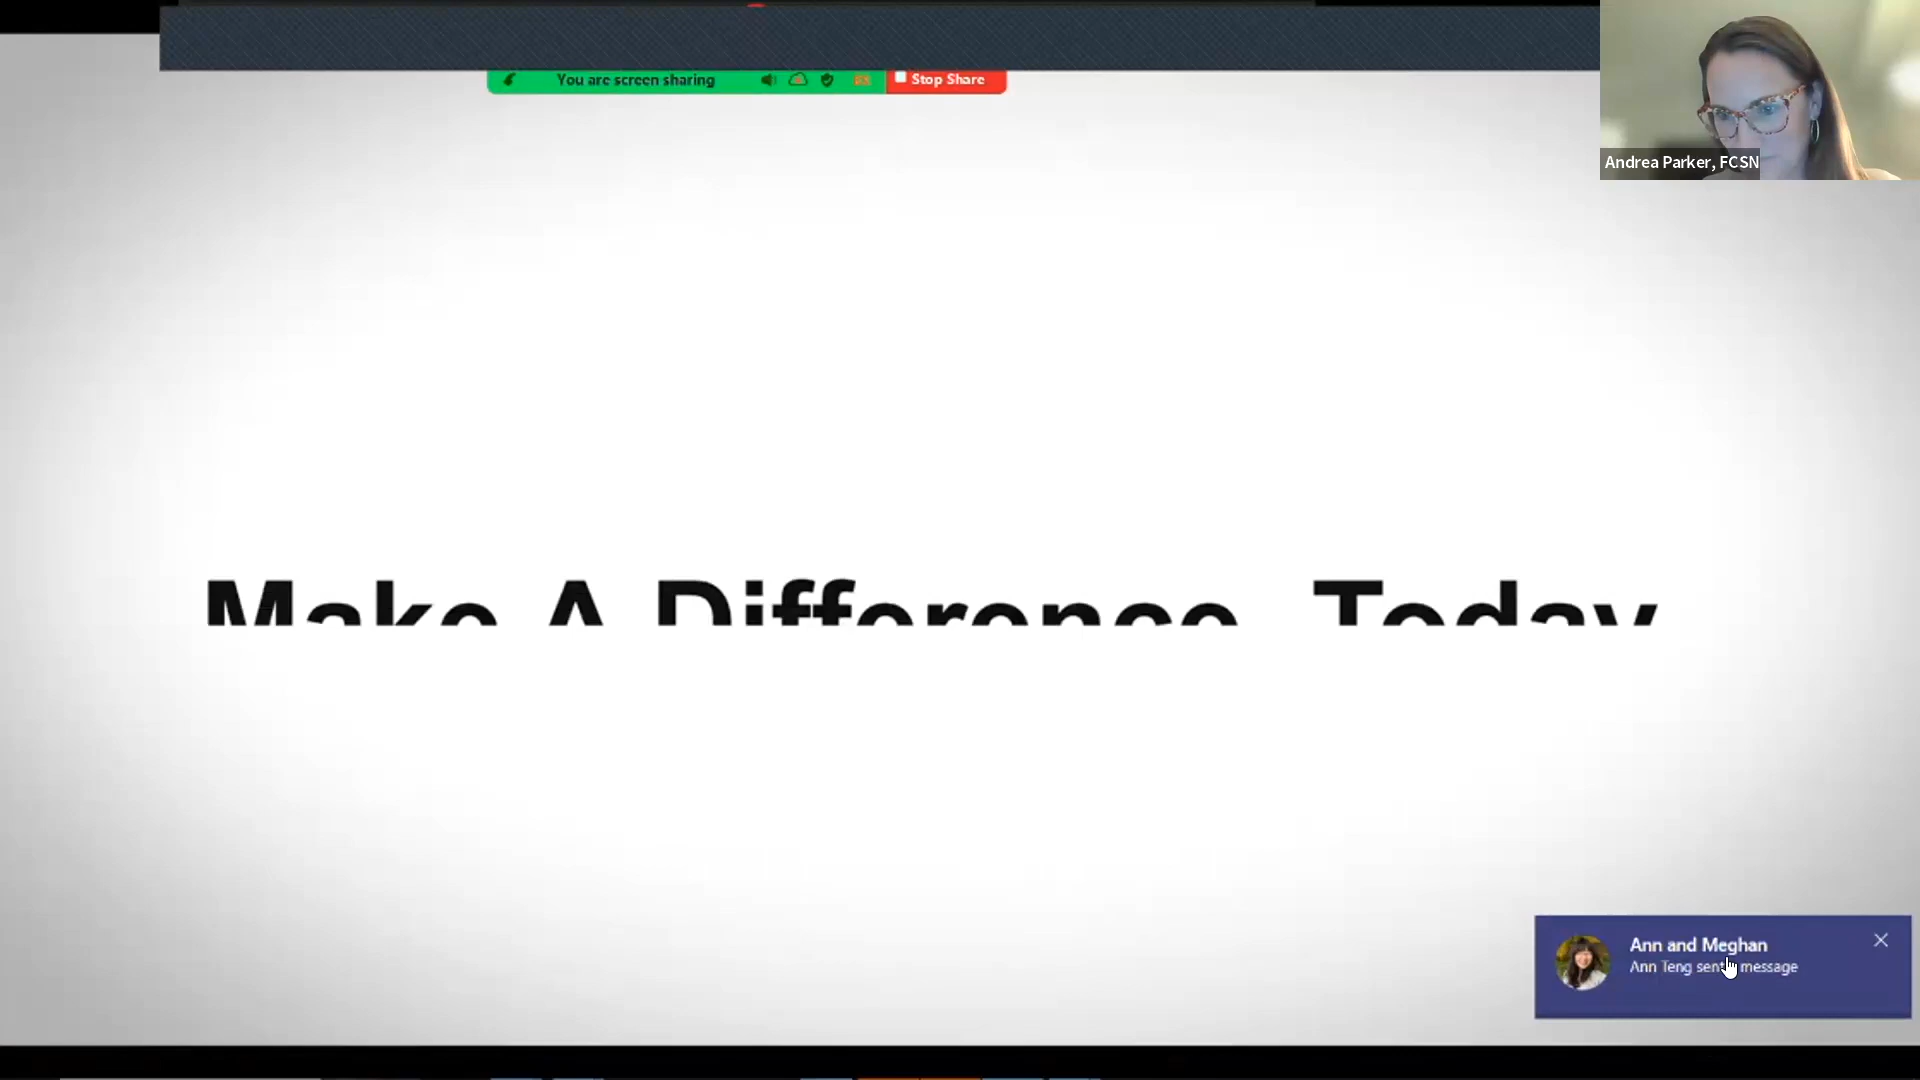 You are screen sharing
Stop Share
Andrea Parker, FCSN
Make A Difference. Today
Ann and Meghan
Ann Teng sent message